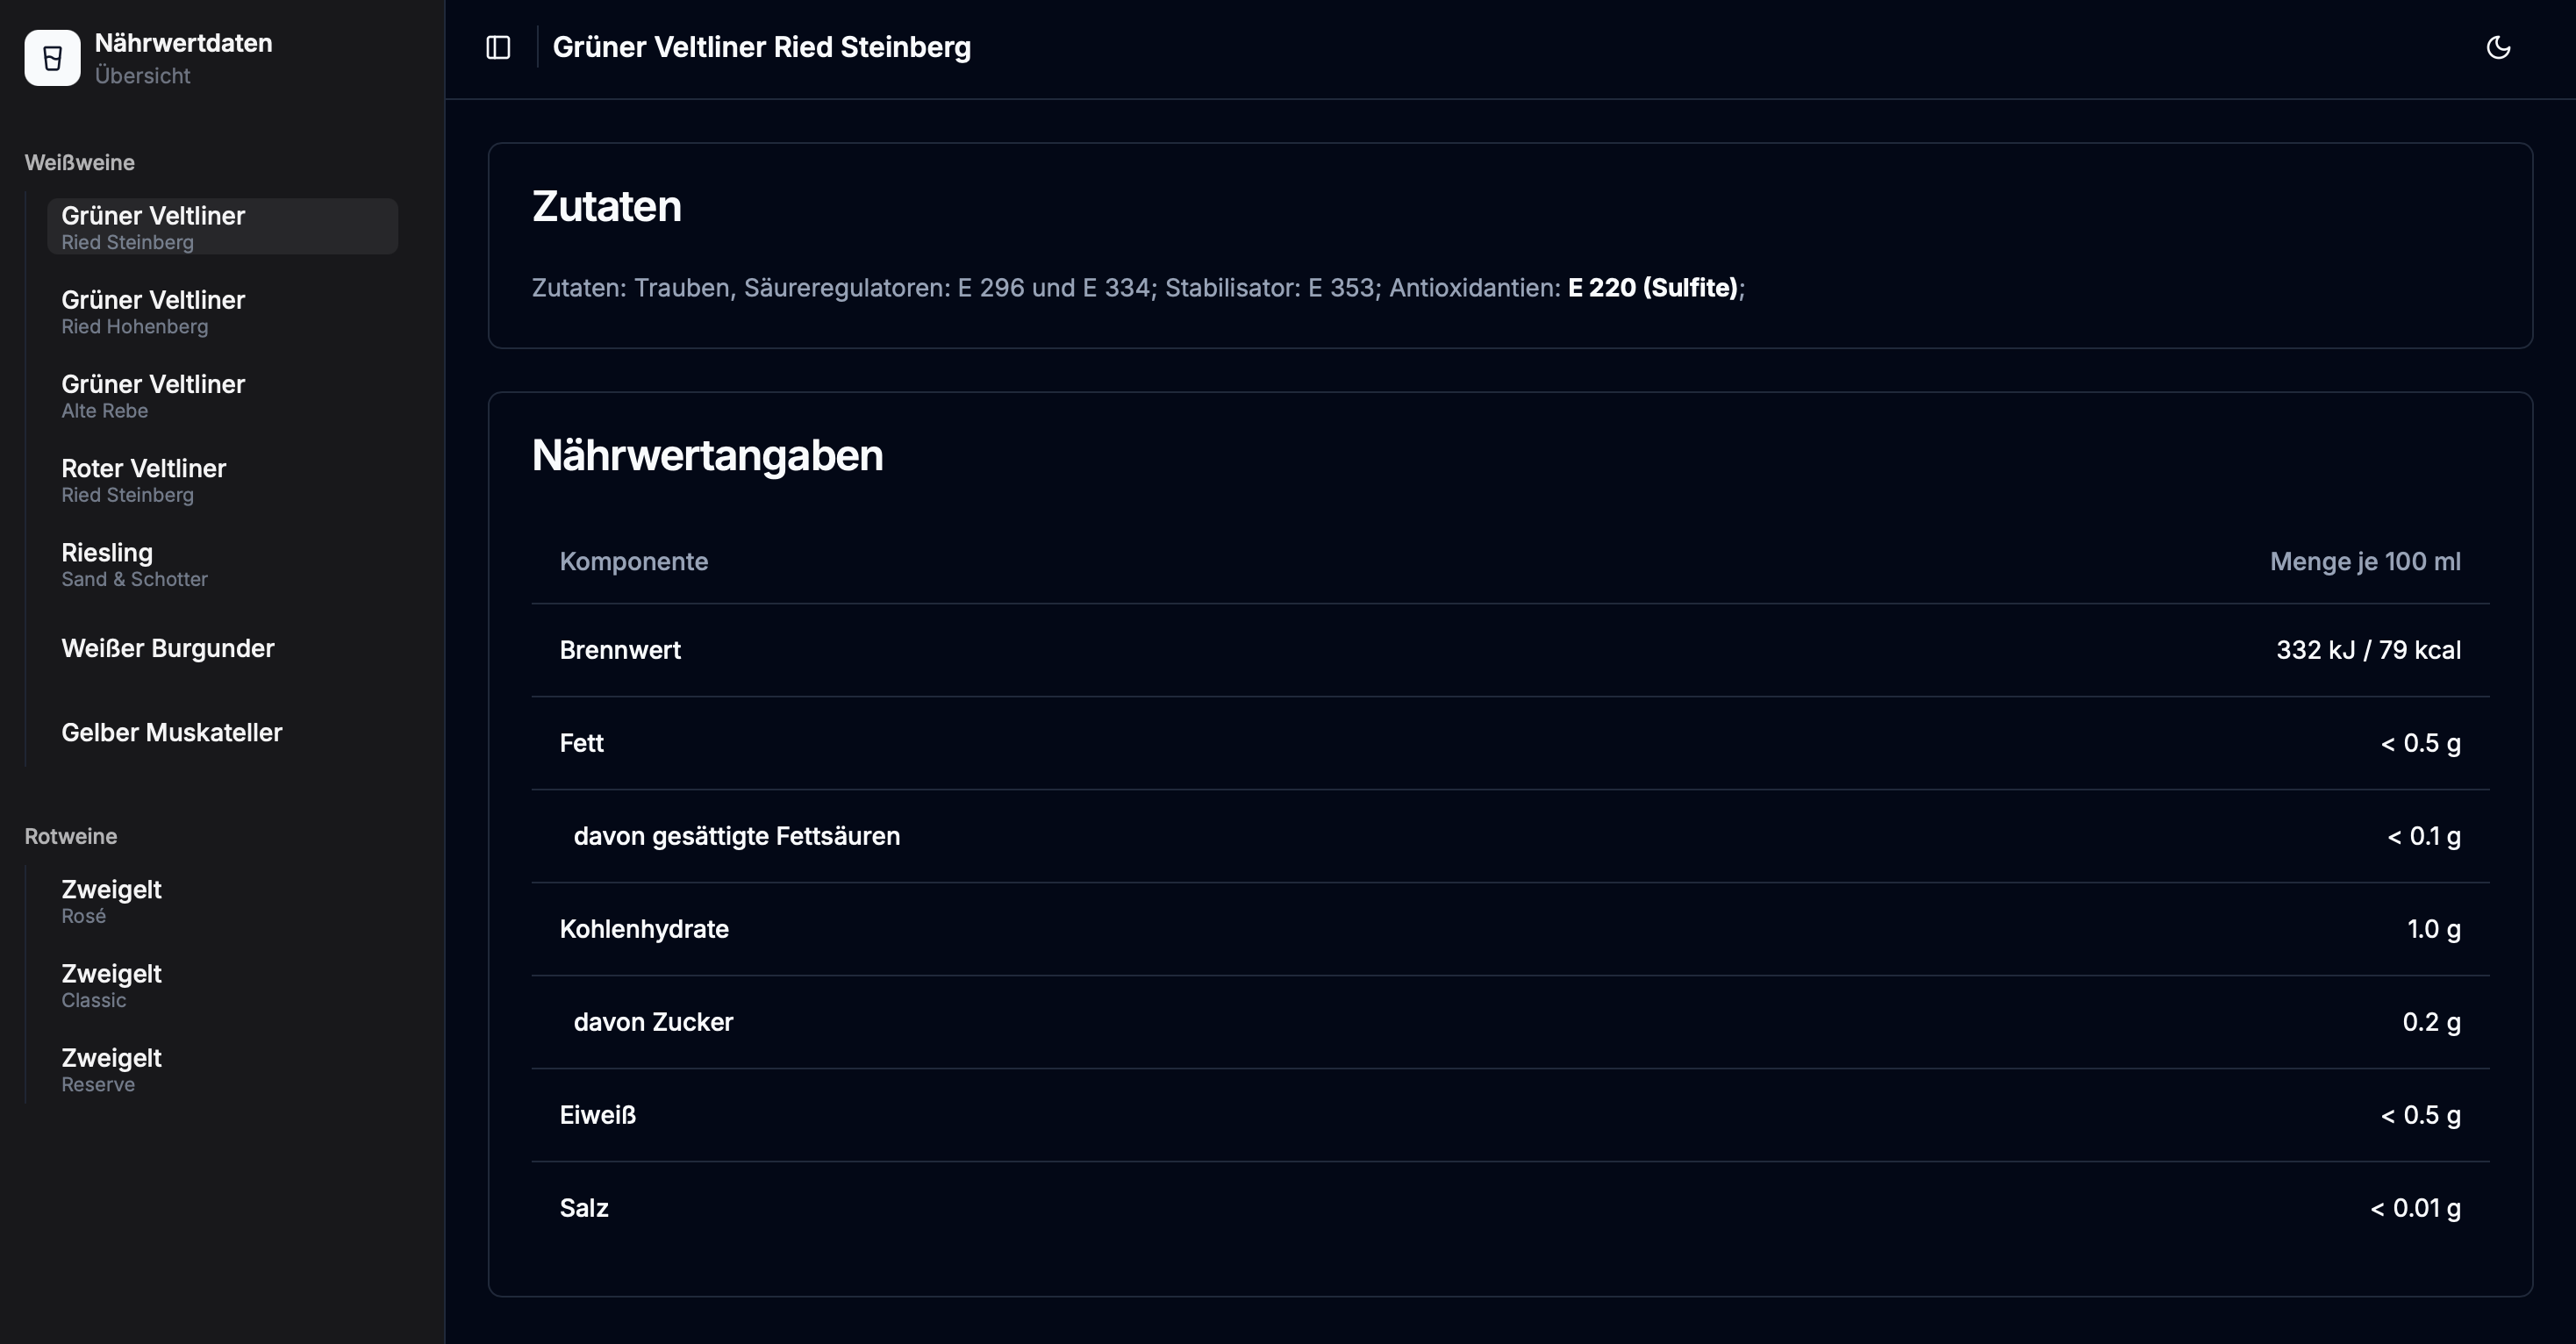 Nährwertdaten
Übersicht
Weißweine
Grüner Veltliner
Ried Steinberg
Grüner Veltliner
Ried Hohenberg
Grüner Veltliner
Alte Rebe
Roter Veltliner
Ried Steinberg
Riesling
Sand & Schotter
Weißer Burgunder
Gelber Muskateller
Rotweine
Zweigelt
Rosé
Zweigelt
Classic
Zweigelt
Reserve
Grüner Veltliner Ried Steinberg
Zutaten
Zutaten: Trauben, Säureregulatoren: E 296 und E 334; Stabilisator: E 353; Antioxidantien: E 220 (Sulfite);
Nährwertangaben
Komponente Menge je 100 ml
Brennwert 332 kJ / 79 kcal
Fett < 0.5 g
davon gesättigte Fettsäuren < 0.1 g
Kohlenhydrate 1.0 g
davon Zucker 0.2 g
Eiweiß < 0.5 g
Salz < 0.01 g